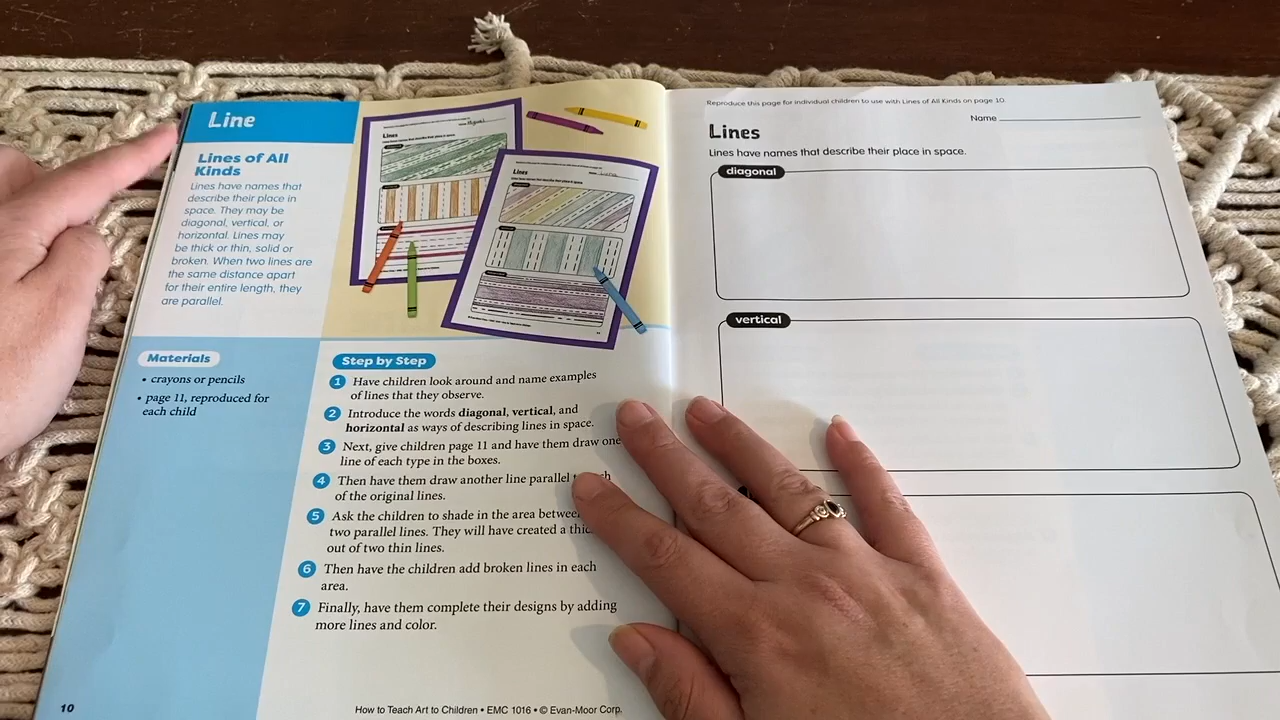 Line
Lines of All
Kinds
Lines have names that
describe their place in
space. They may be
diagonal, vertical, or
horizontal. Lines may
be thick or thin, solid or
broken. When two lines are
the same distance apart
for their entire length, they
are parallel.
Materials
• crayons or pencils
• page 11, reproduced for
each child
Lines
Lines
Step by Step
1 Have children look around and name examples
of lines that they observe.
2 Introduce the words diagonal, vertical, and
horizontal as ways of describing lines in space.
3 Next, give children page 11 and have them draw one
line of each type in the boxes.
4 Then have them draw another line parallel
of the original lines.
5 Ask the children to shade in the area between
two parallel lines. They will have created a
out of two thin lines.
6 Then have the children add broken lines in each
area.
7 Finally, have them complete their designs by adding
more lines and color.
10
How to Teach Art to Children • EMC 1016 • © Evan-Moor Corp.
Reproduce this page for individual children to use with Lines of All Kinds on page 10.
Name
Lines
Lines have names that describe their place in space.
diagonal
vertical